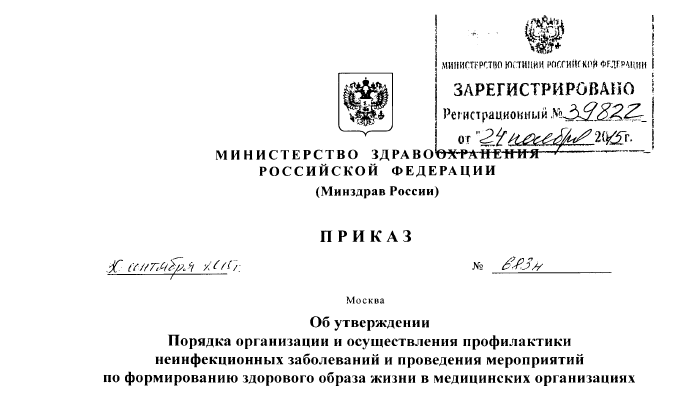 МИНИСТЕРСТВО ЮСТИЦИИ РОССИЙСКОЙ ФЕДЕРАЦИИ
ЗАРЕГИСТРИРОВАНО
Регистрационный № 39822
от 24 ноября 2015г.
МИНИСТЕРСТВО ЗДРАВООХРАНЕНИЯ
РОССИЙСКОЙ ФЕДЕРАЦИИ
(Минздрав России)
ПРИКАЗ
30 сентября 2015г. № 683н
Москва
Об утверждении
Порядка организации и осуществления профилактики
неинфекционных заболеваний и проведения мероприятий
по формированию здорового образа жизни в медицинских организациях